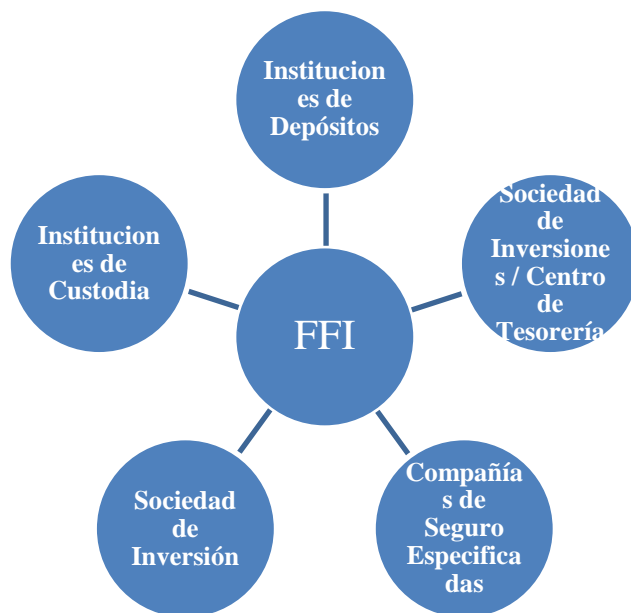 Institucion
es de
Depósitos
Sociedad
de
Inversione
s / Centro
de
Tesorería
Institucion
es de
Custodia
FFI
Compañía
s de
Seguro
Especifica
das
Sociedad
de
Inversión